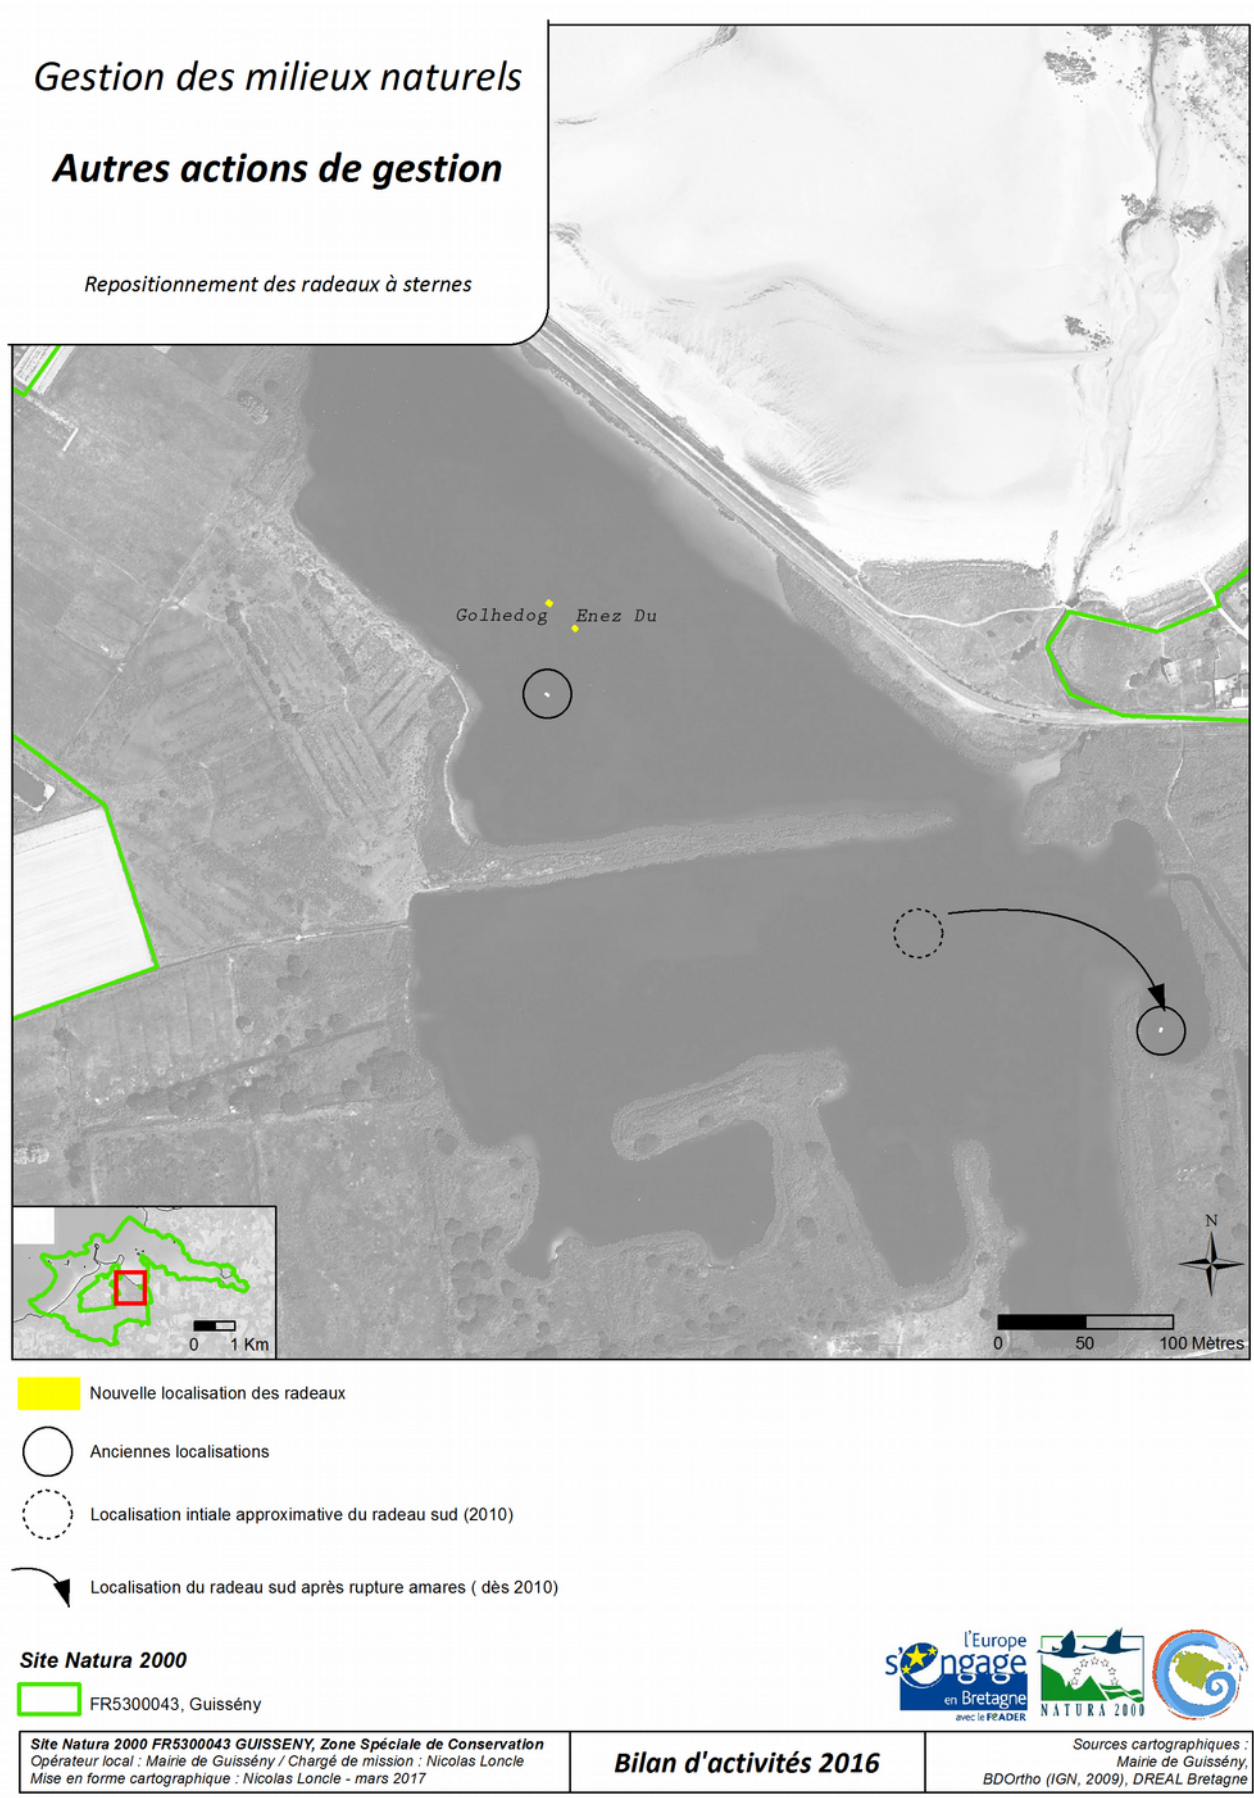 Gestion des milieux naturels
Autres actions de gestion
Repositionnement des radeaux à sternes
Golhedog
Enez Du
N
0 50 100 Mètres
0 1 Km
Nouvelle localisation des radeaux
Anciennes localisations
Localisation intiale approximative du radeau sud (2010)
Localisation du radeau sud après rupture amares ( dès 2010)
Site Natura 2000
FR5300043, Guissény
l'Europe
s'engage
en Bretagne
avec le FEADER
NATURA 2000
Site Natura 2000 FR5300043 GUISSENY, Zone Spéciale de Conservation
Opérateur local : Mairie de Guissény / Chargé de mission : Nicolas Loncle
Mise en forme cartographique : Nicolas Loncle - mars 2017
Bilan d'activités 2016
Sources cartographiques :
Mairie de Guissény,
BDOrtho (IGN, 2009), DREAL Bretagne